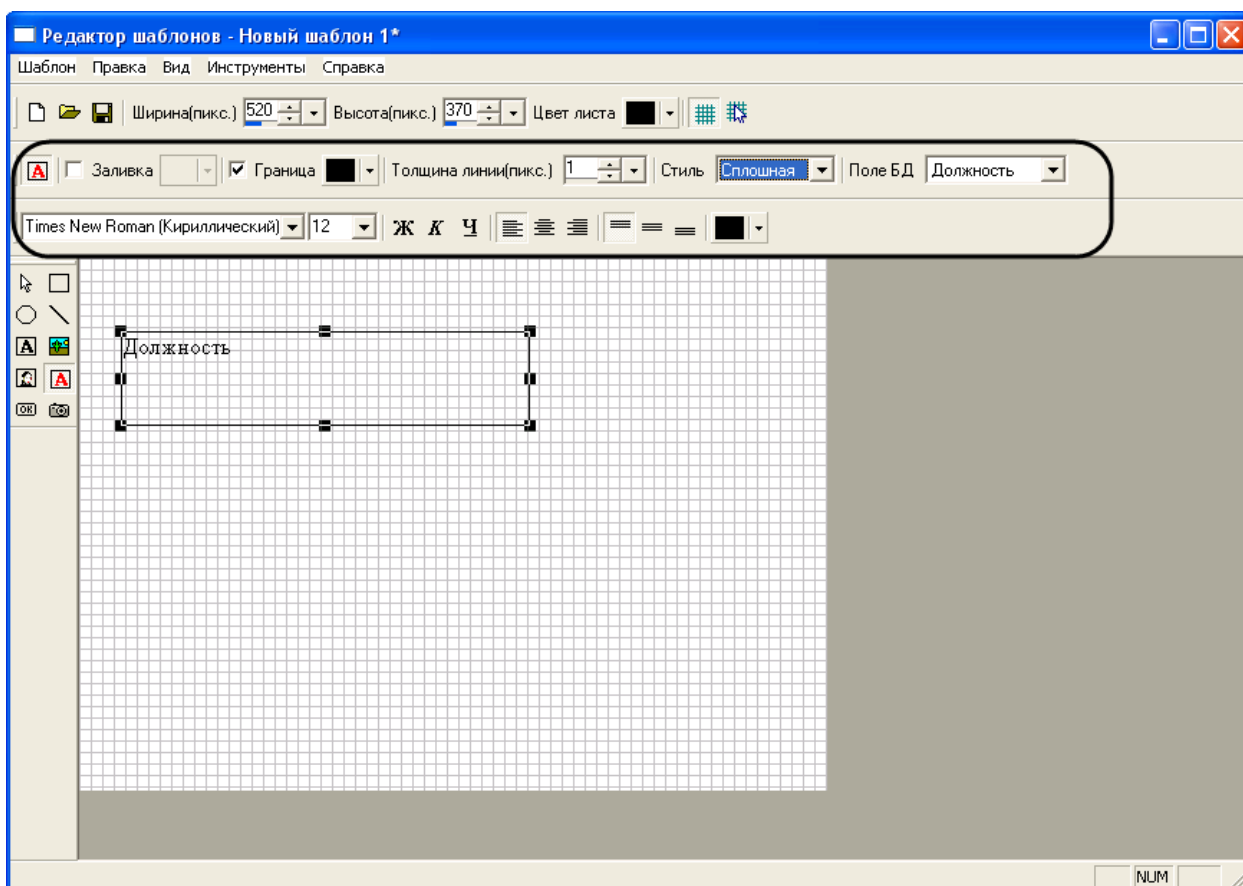 Редактор шаблонов - Новый шаблон 1*
Шаблон Правка Вид Инструменты Справка
Ширина(пикс.) 520 Высота(пикс.) 370 Цвет листа
A Заливка Граница Толщина линии(пикс.) 1 Стиль Сплошная Поле БД Должность
Times New Roman (Кириллический) 12 Ж К Ч
Должность
A
A
OK
NUM